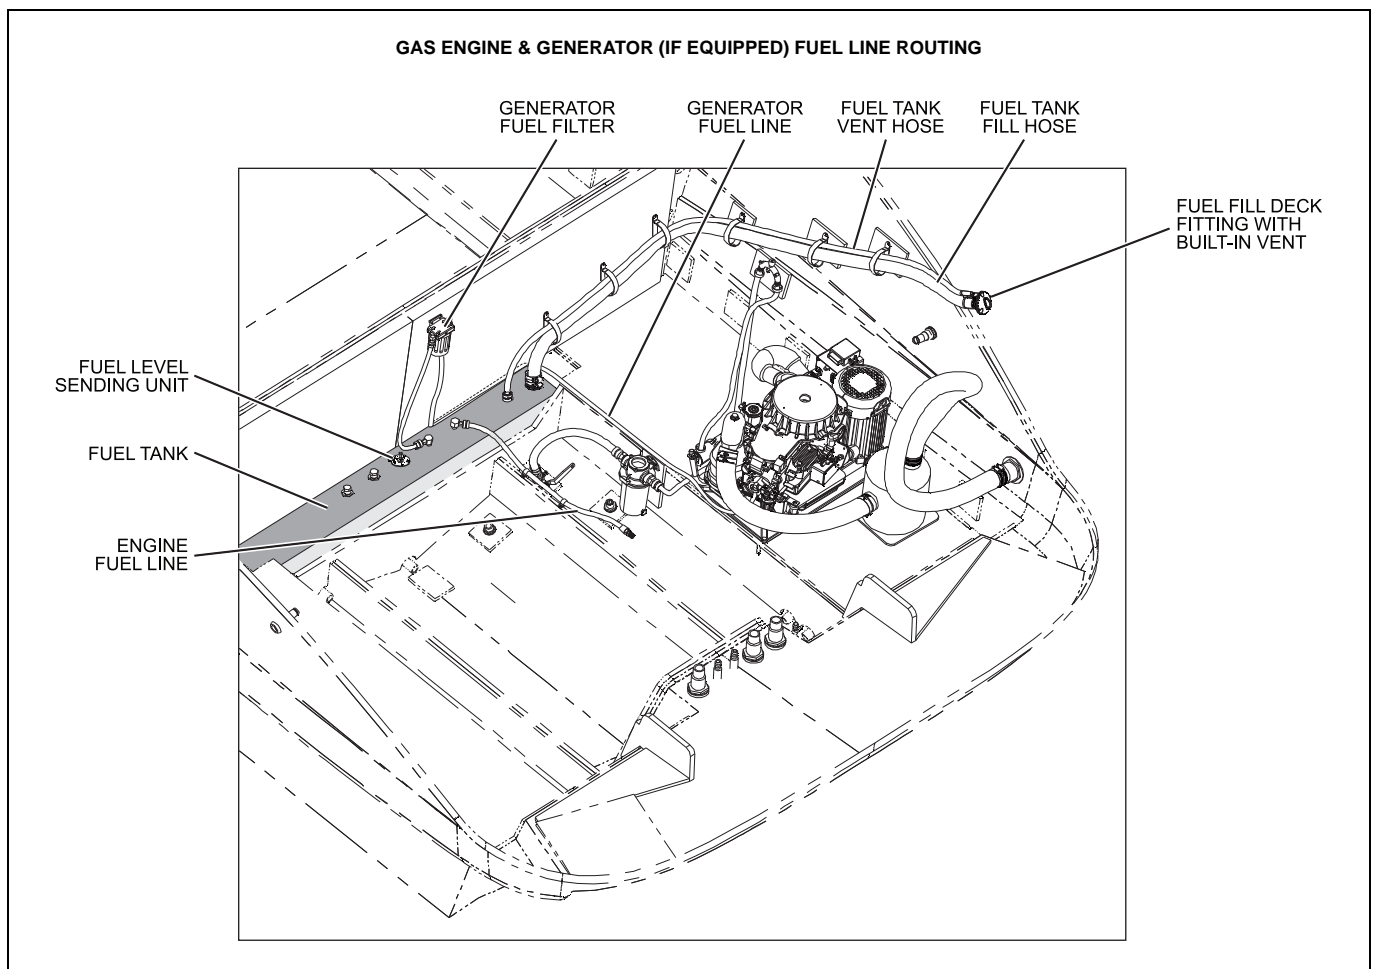 GAS ENGINE & GENERATOR (IF EQUIPPED) FUEL LINE ROUTING
GENERATOR
FUEL FILTER
GENERATOR
FUEL LINE
FUEL TANK
VENT HOSE
FUEL TANK
FILL HOSE
FUEL FILL DECK
FITTING WITH
BUILT-IN VENT
FUEL LEVEL
SENDING UNIT
FUEL TANK
ENGINE
FUEL LINE